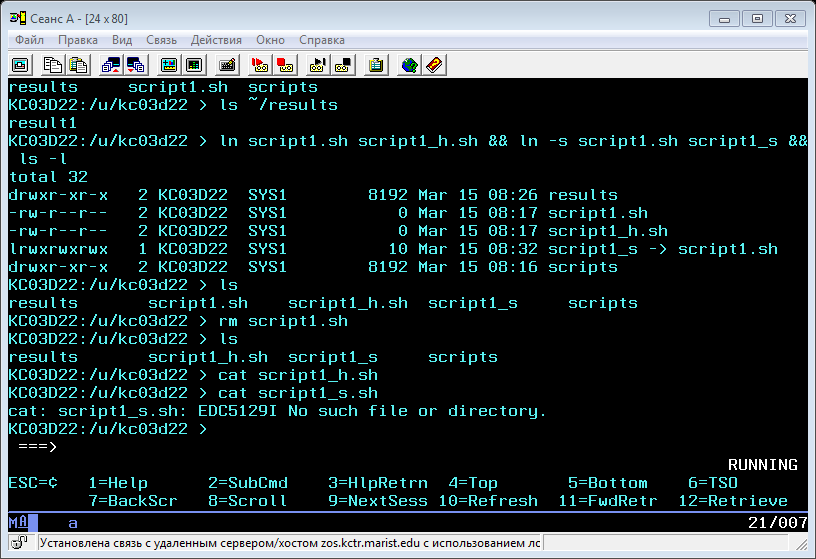 Сеанс A - [24 x 80]
Файл Правка Вид Связь Действия Окно Справка
results     script1.sh  scripts
KC03D22:/u/kc03d22 > ls ~/results
result1
KC03D22:/u/kc03d22 > ln script1.sh script1_h.sh && ln -s script1.sh script1_s &&
 ls -l
total 32
drwxr-xr-x   2 KC03D22  SYS1        8192 Mar 15 08:26 results
-rw-r--r--   2 KC03D22  SYS1           0 Mar 15 08:17 script1.sh
-rw-r--r--   2 KC03D22  SYS1           0 Mar 15 08:17 script1_h.sh
lrwxrwxrwx   1 KC03D22  SYS1          10 Mar 15 08:32 script1_s -> script1.sh
drwxr-xr-x   2 KC03D22  SYS1        8192 Mar 15 08:16 scripts
KC03D22:/u/kc03d22 > ls
results       script1.sh    script1_h.sh  script1_s     scripts
KC03D22:/u/kc03d22 > rm script1.sh
KC03D22:/u/kc03d22 > ls
results       script1_h.sh  script1_s     scripts
KC03D22:/u/kc03d22 > cat script1_h.sh
KC03D22:/u/kc03d22 > cat script1_s.sh
cat: script1_s.sh: EDC5129I No such file or directory.
KC03D22:/u/kc03d22 >
 ===>
RUNNING
ESC=¢   1=Help      2=SubCmd    3=HlpRetrn  4=Top       5=Bottom    6=TSO
        7=BackScr   8=Scroll    9=NextSess 10=Refresh  11=FwdRetr  12=Retrieve
MA    a    21/007
Установлена связь с удаленным сервером/хостом zos.kctr.marist.edu с использованием лс